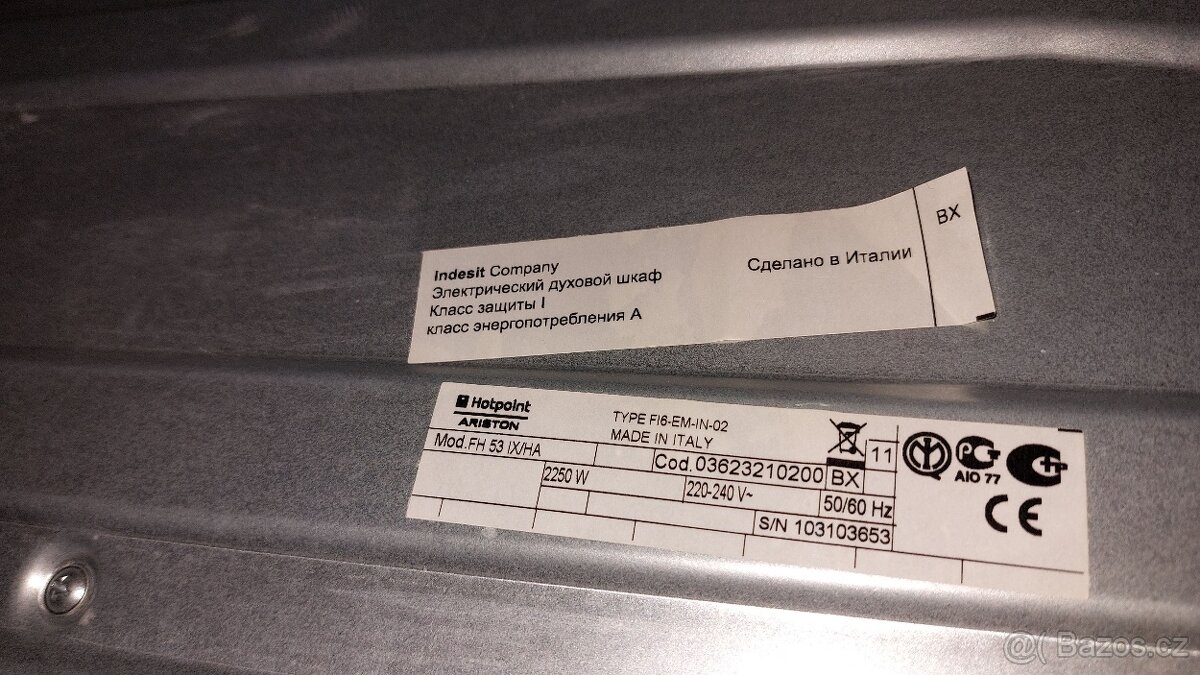 Indesit Company
Электрический духовой шкаф
Класс защиты I
класс энергопотребления А
Сделано в Италии
BX
Hotpoint
ARISTON
TYPE FI6-EM-IN-02
MADE IN ITALY
Mod.FH 53 IX/HA
Cod.03623210200
BX
11
2250 W
220-240 V~
50/60 Hz
S/N 103103653
АЮ 77
CE
@( Bazos.cz